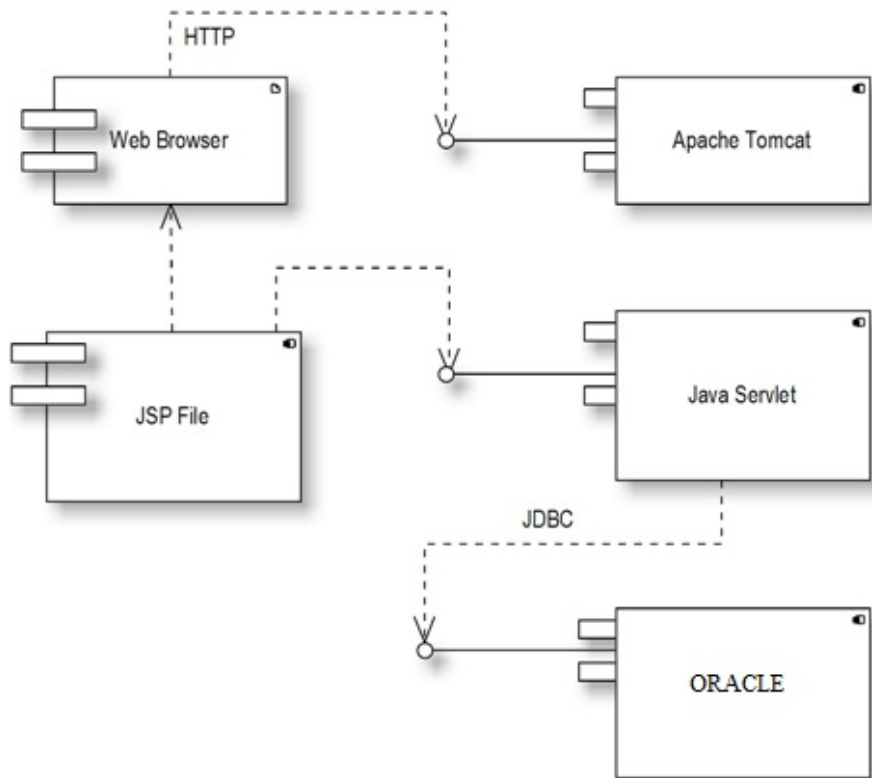 HTTP
Web Browser
Apache Tomcat
JSP File
Java Servlet
JDBC
ORACLE